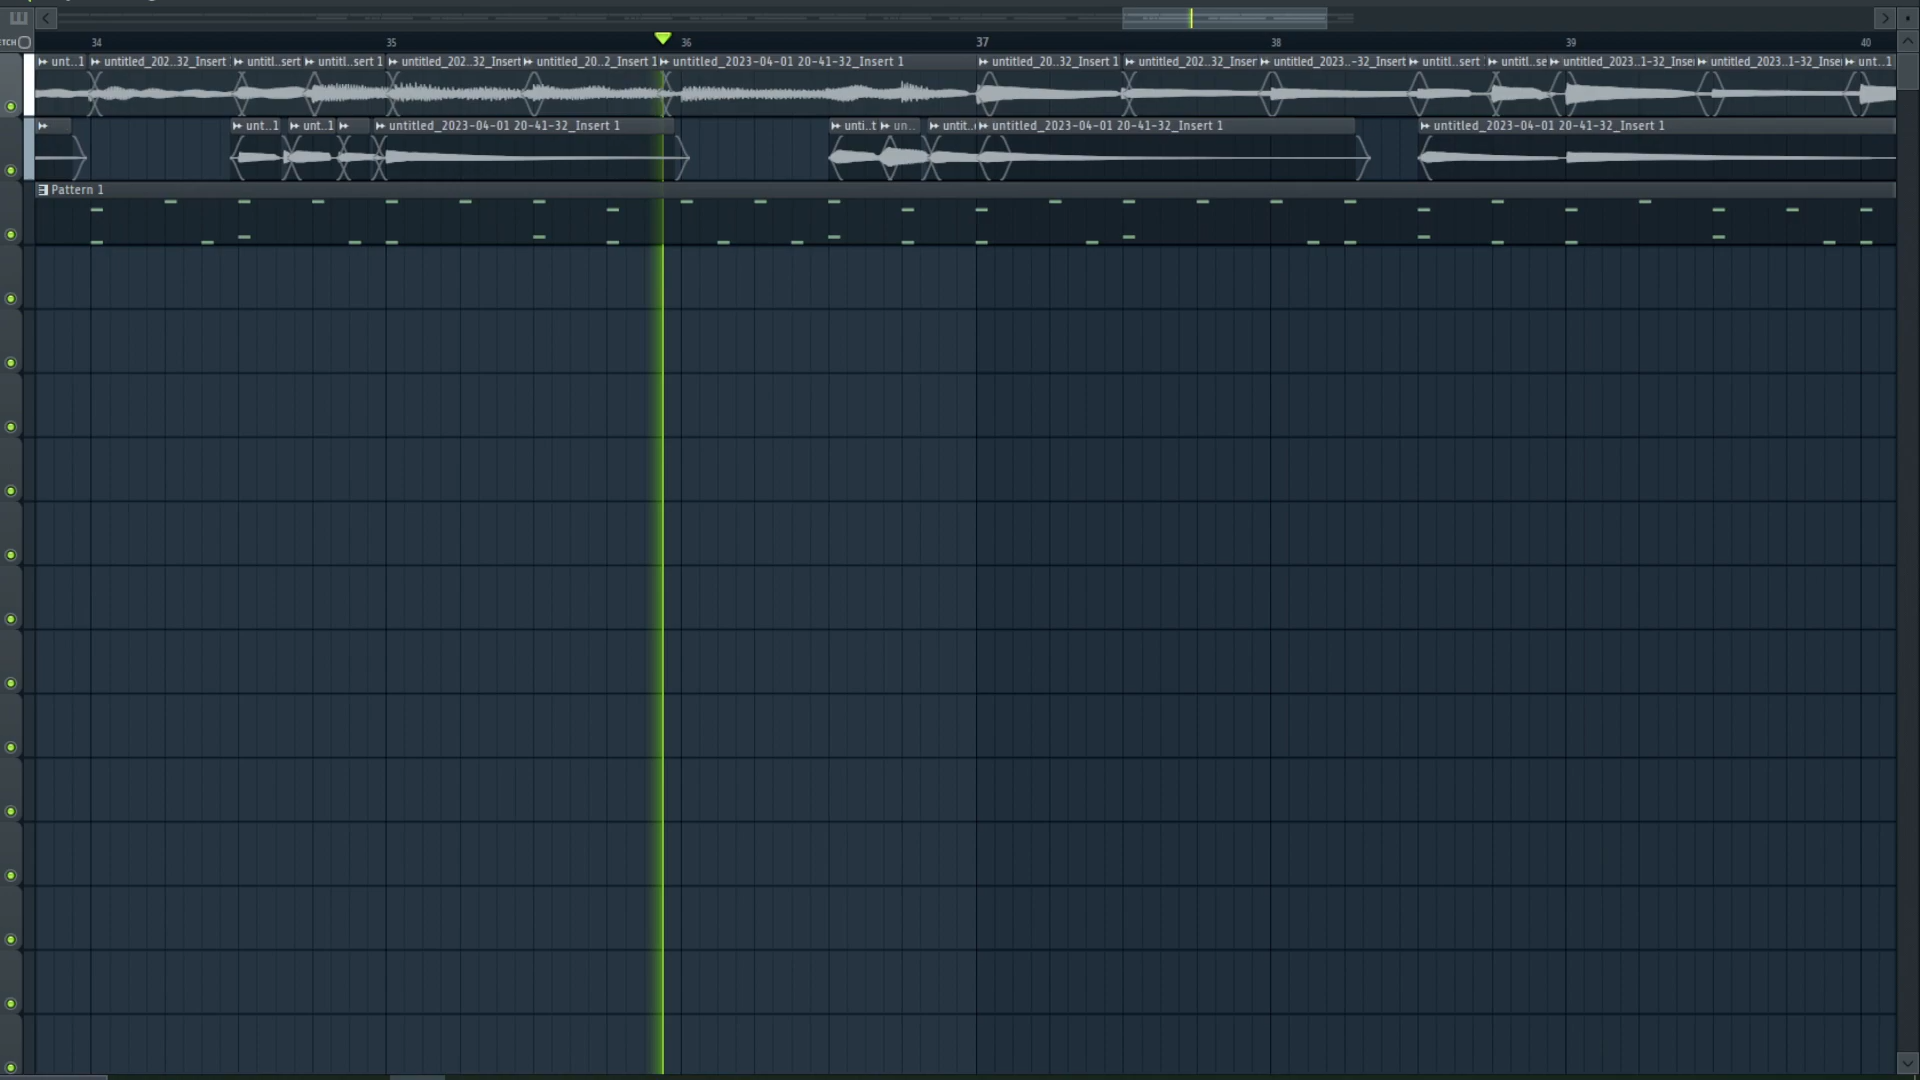 34 35 36 37 38 39 40
unt..1 untitled_202..32_Insert untitl..sert untitl..sert 1 untitled_202..32_Insert untitled_20..2_Insert 1 untitled_2023-04-01 20-41-32_Insert 1 untitled_20..32_Insert 1 untitled_202..32_Inser untitled_2023..-32_Insert untitl..sert untitl..se untitled_2023..1-32_Inser untitled_2023..1-32_Inse unt..1
unt..1 unt..1 untitled_2023-04-01 20-41-32_Insert 1 unti..t un.. untit.. untitled_2023-04-01 20-41-32_Insert 1 untitled_2023-04-01 20-41-32_Insert 1
Pattern 1